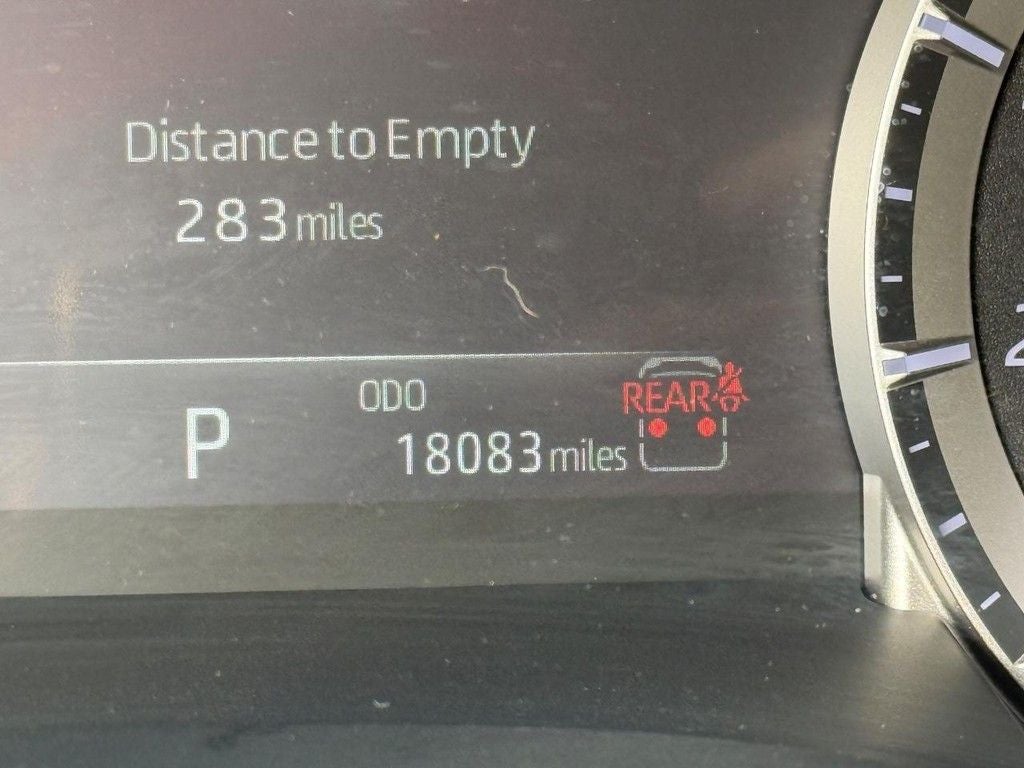 Distance to Empty
283 miles
P
ODO
18083 miles
REAR